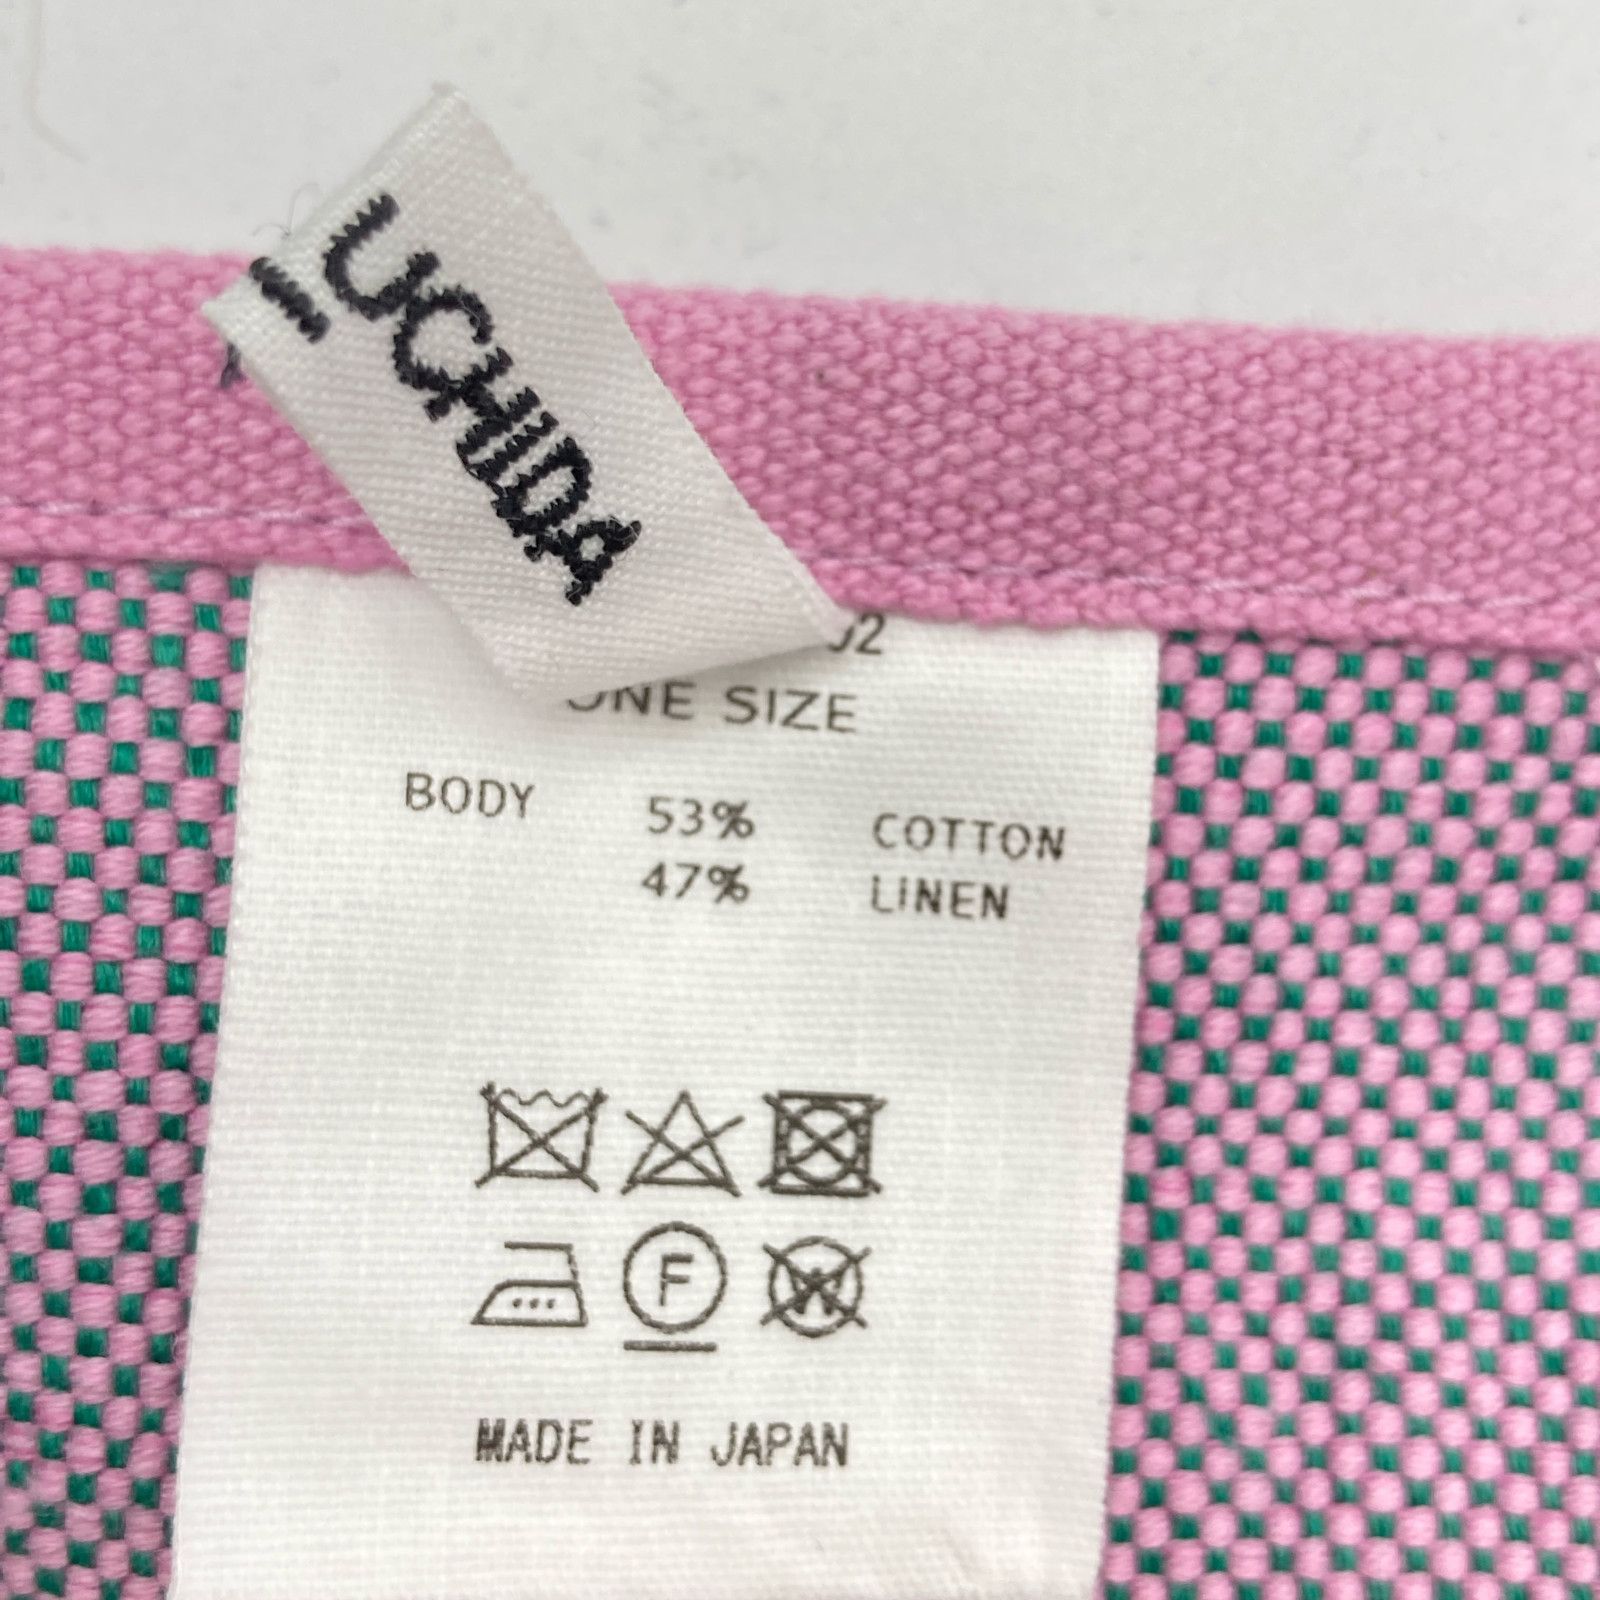 UCHIDA
ONE SIZE
BODY 53% COTTON
47% LINEN
F
W
MADE IN JAPAN